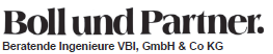 Boll und Partner.
Beratende Ingenieure VBI, GmbH & Co KG